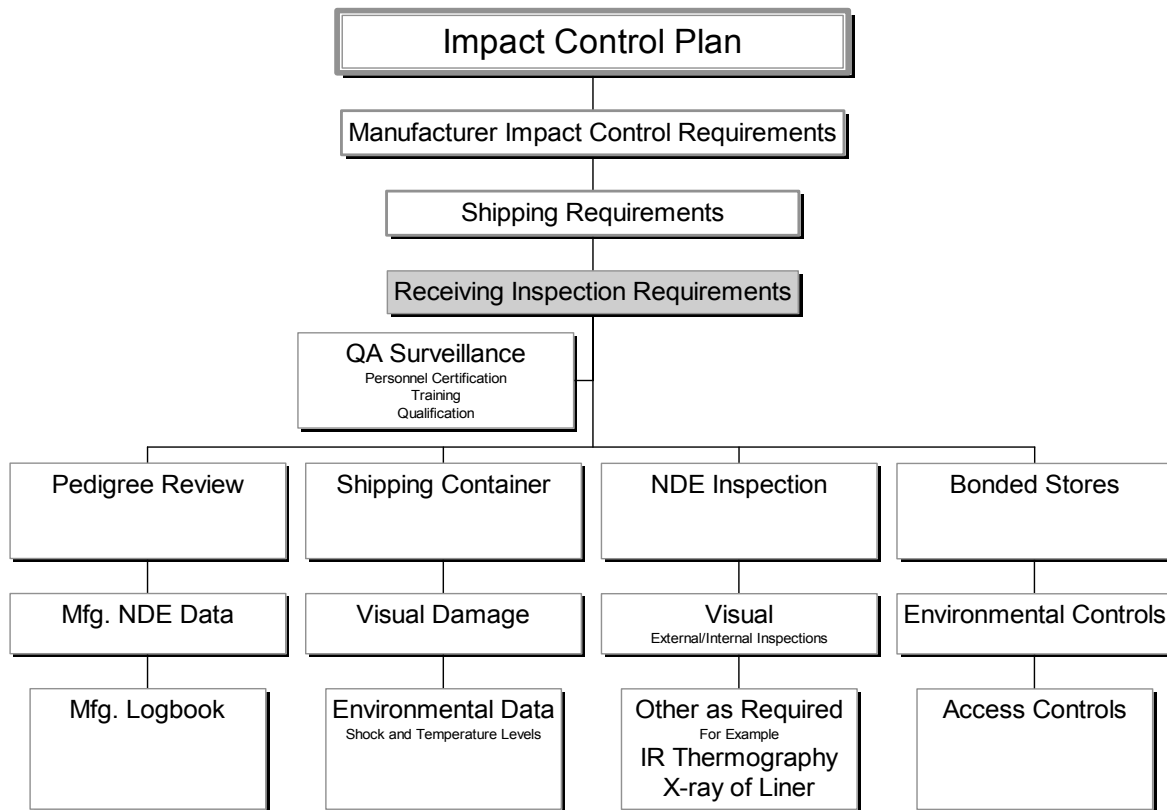 Impact Control Plan
Manufacturer Impact Control Requirements
Shipping Requirements
Receiving Inspection Requirements
QA Surveillance
Personnel Certification
Training
Qualification
Pedigree Review
Shipping Container
NDE Inspection
Bonded Stores
Mfg. NDE Data
Visual Damage
Visual
External/Internal Inspections
Environmental Controls
Mfg. Logbook
Environmental Data
Shock and Temperature Levels
Other as Required
For Example
IR Thermography
X-ray of Liner
Access Controls